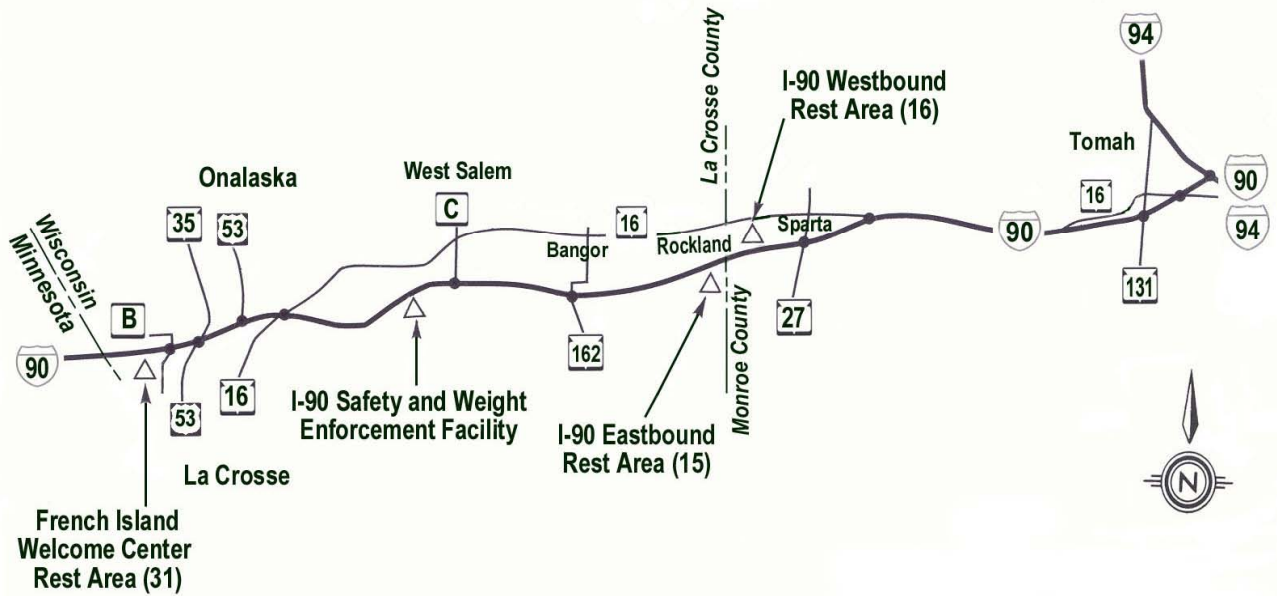 94
La Crosse County
I-90 Westbound
Rest Area (16)
Tomah
Onalaska
West Salem
90
16
C
35
53
16
Sparta
Bangor
Rockland
90
94
Wisconsin
Minnesota
B
131
27
162
90
Monroe County
16
53
I-90 Safety and Weight
Enforcement Facility
I-90 Eastbound
Rest Area (15)
La Crosse
N
French Island
Welcome Center
Rest Area (31)